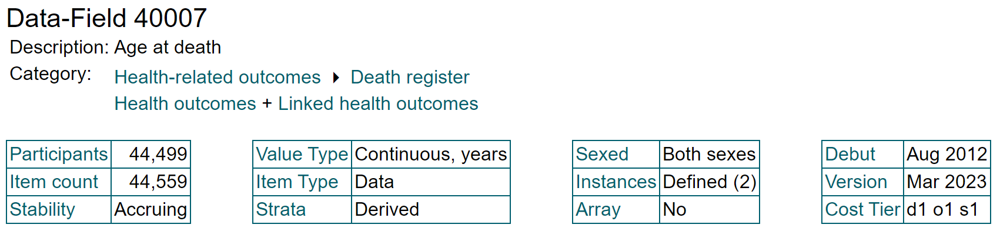 Data-Field 40007
Description: Age at death
Category: Health-related outcomes ⏵ Death register
Health outcomes + Linked health outcomes
Participants 44,499
Item count 44,559
Stability Accruing
Value Type Continuous, years
Item Type Data
Strata Derived
Sexed Both sexes
Instances Defined (2)
Array No
Debut Aug 2012
Version Mar 2023
Cost Tier d1 o1 s1